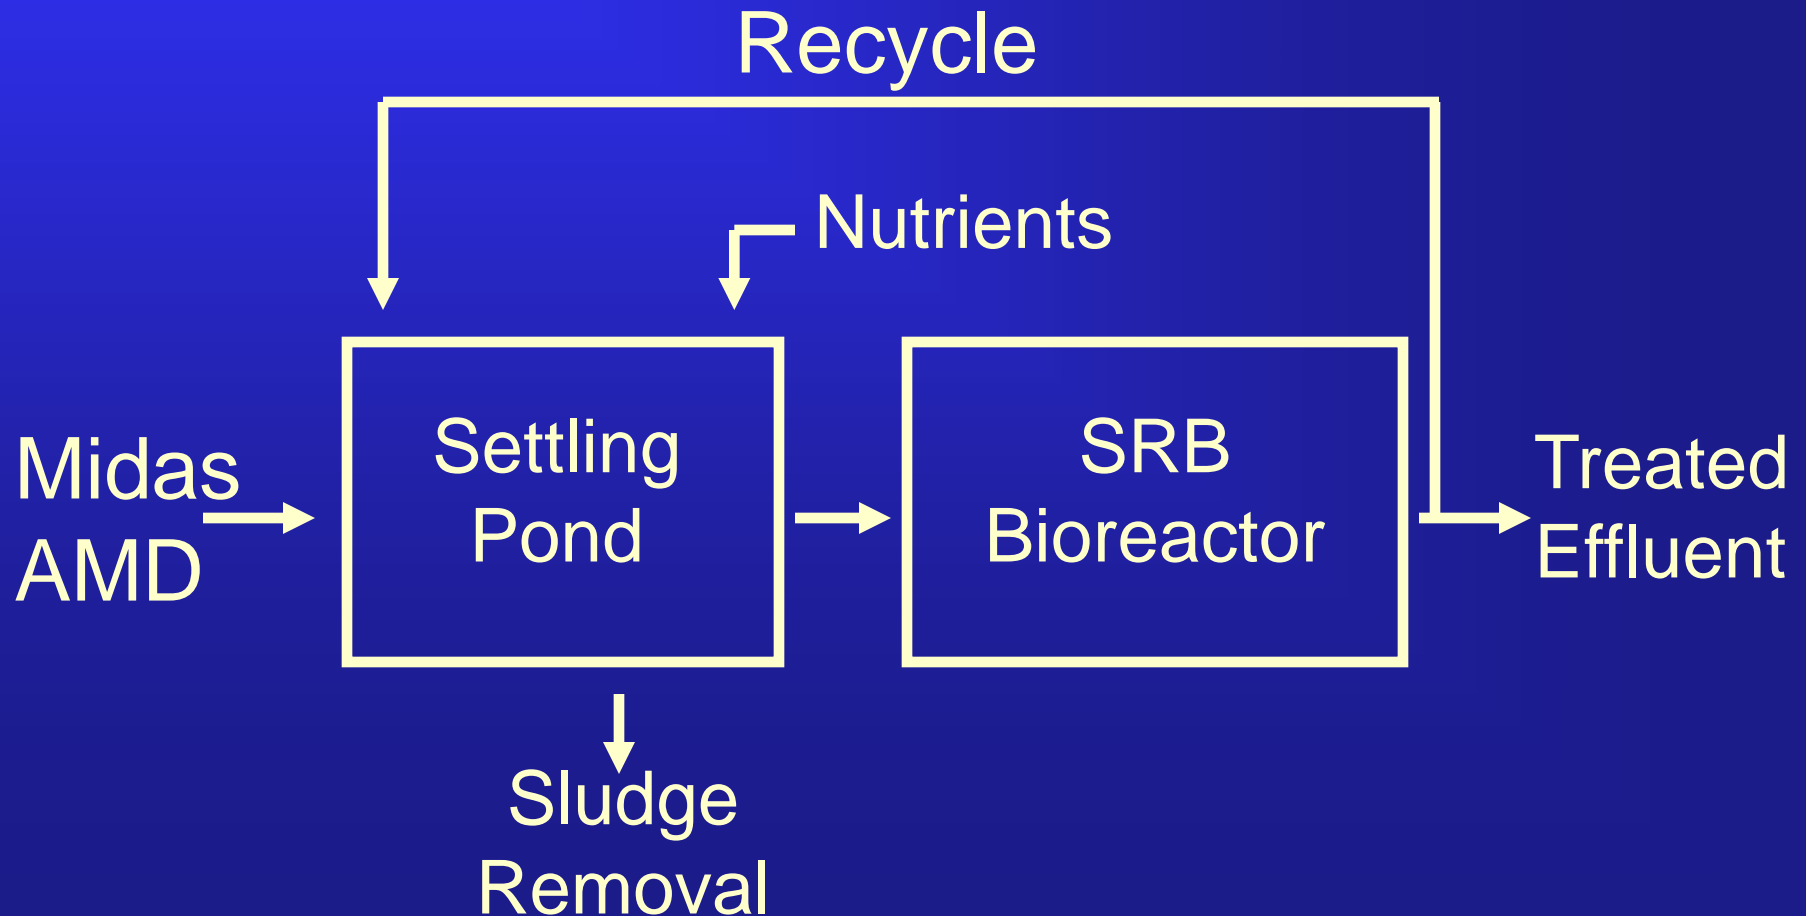 Recycle
Nutrients
Midas
AMD
Settling
Pond
SRB
Bioreactor
Treated
Effluent
Sludge
Removal